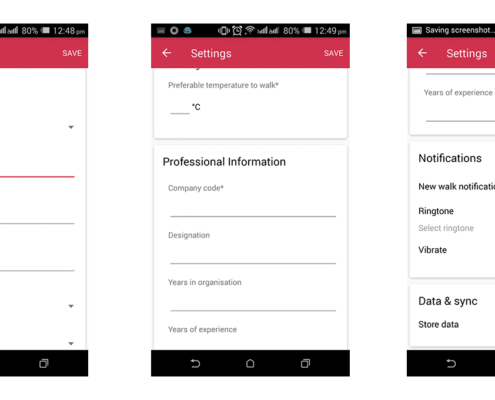 80% 12:48 pm
SAVE
80% 12:49 pm
Settings
SAVE
Preferable temperature to walk*
°C
Professional Information
Company code*
Designation
Years in organisation
Years of experience
Saving screenshot...
Settings
Years of experience
Notifications
New walk notificatio
Ringtone
Select ringtone
Vibrate
Data & sync
Store data